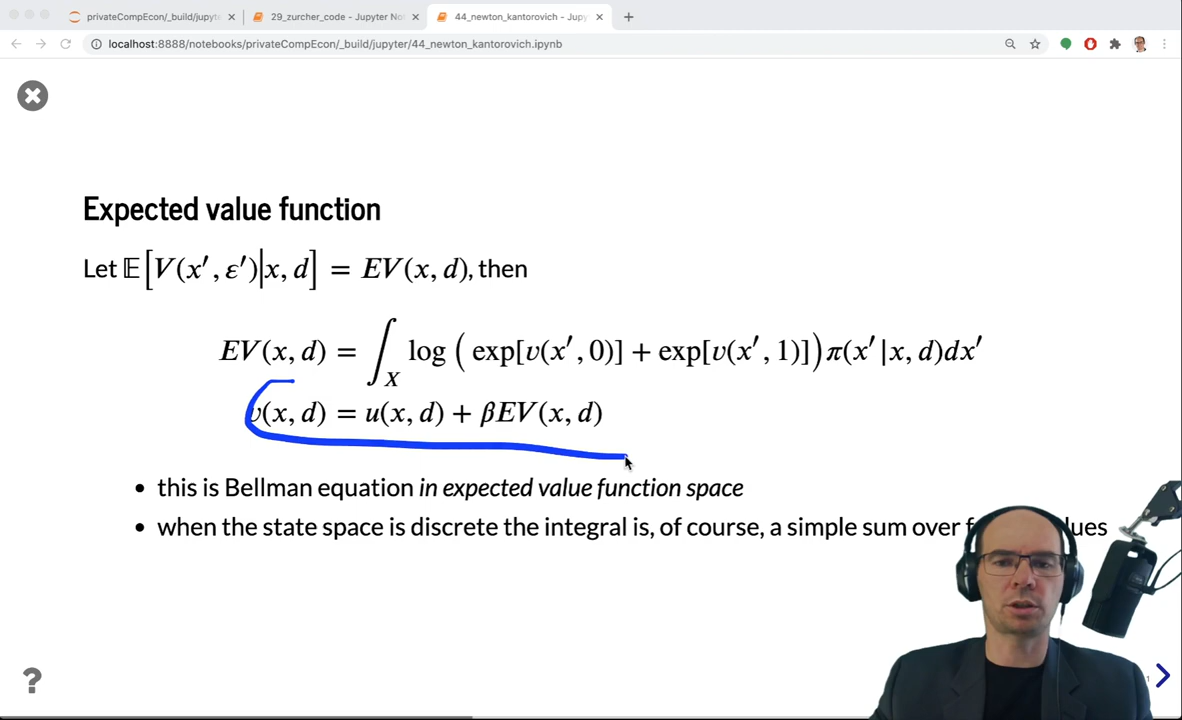 privateCompEcon/_build/jupyte
29_zurcher_code - Jupyter No
44_newton_kantorovich - Jupy
localhost:8888/notebooks/privateCompEcon/_build/jupyter/44_newton_kantorovich.ipynb
Expected value function
Let 𝔼[V(x′, ε′)|x, d] = EV(x, d), then
EV(x, d) = ∫_X log ( exp[v(x′, 0)] + exp[v(x′, 1)] ) π(x′|x, d)dx′
v(x, d) = u(x, d) + βEV(x, d)
• this is Bellman equation in expected value function space
• when the state space is discrete the integral is, of course, a simple sum over
?